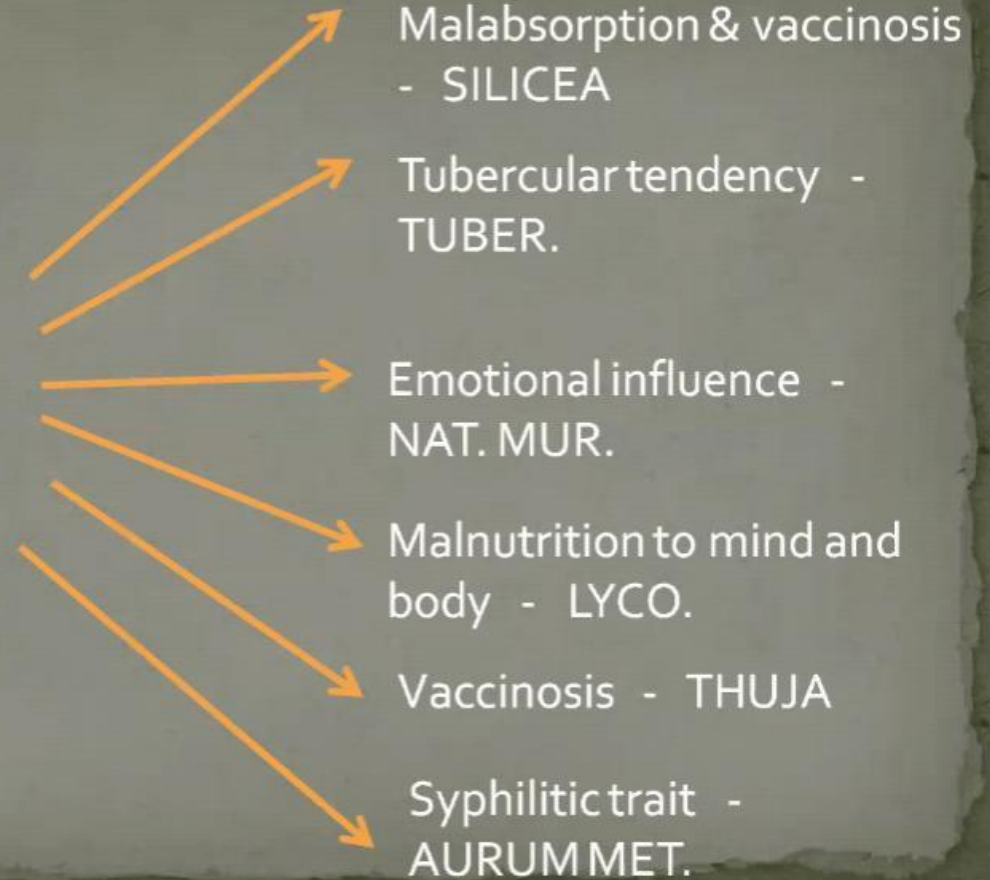 Malabsorption & vaccinosis
- SILICEA
Tubercular tendency -
TUBER.
Emotional influence -
NAT. MUR.
Malnutrition to mind and
body - LYCO.
Vaccinosis - THUJA
Syphilitic trait -
AURUM MET.